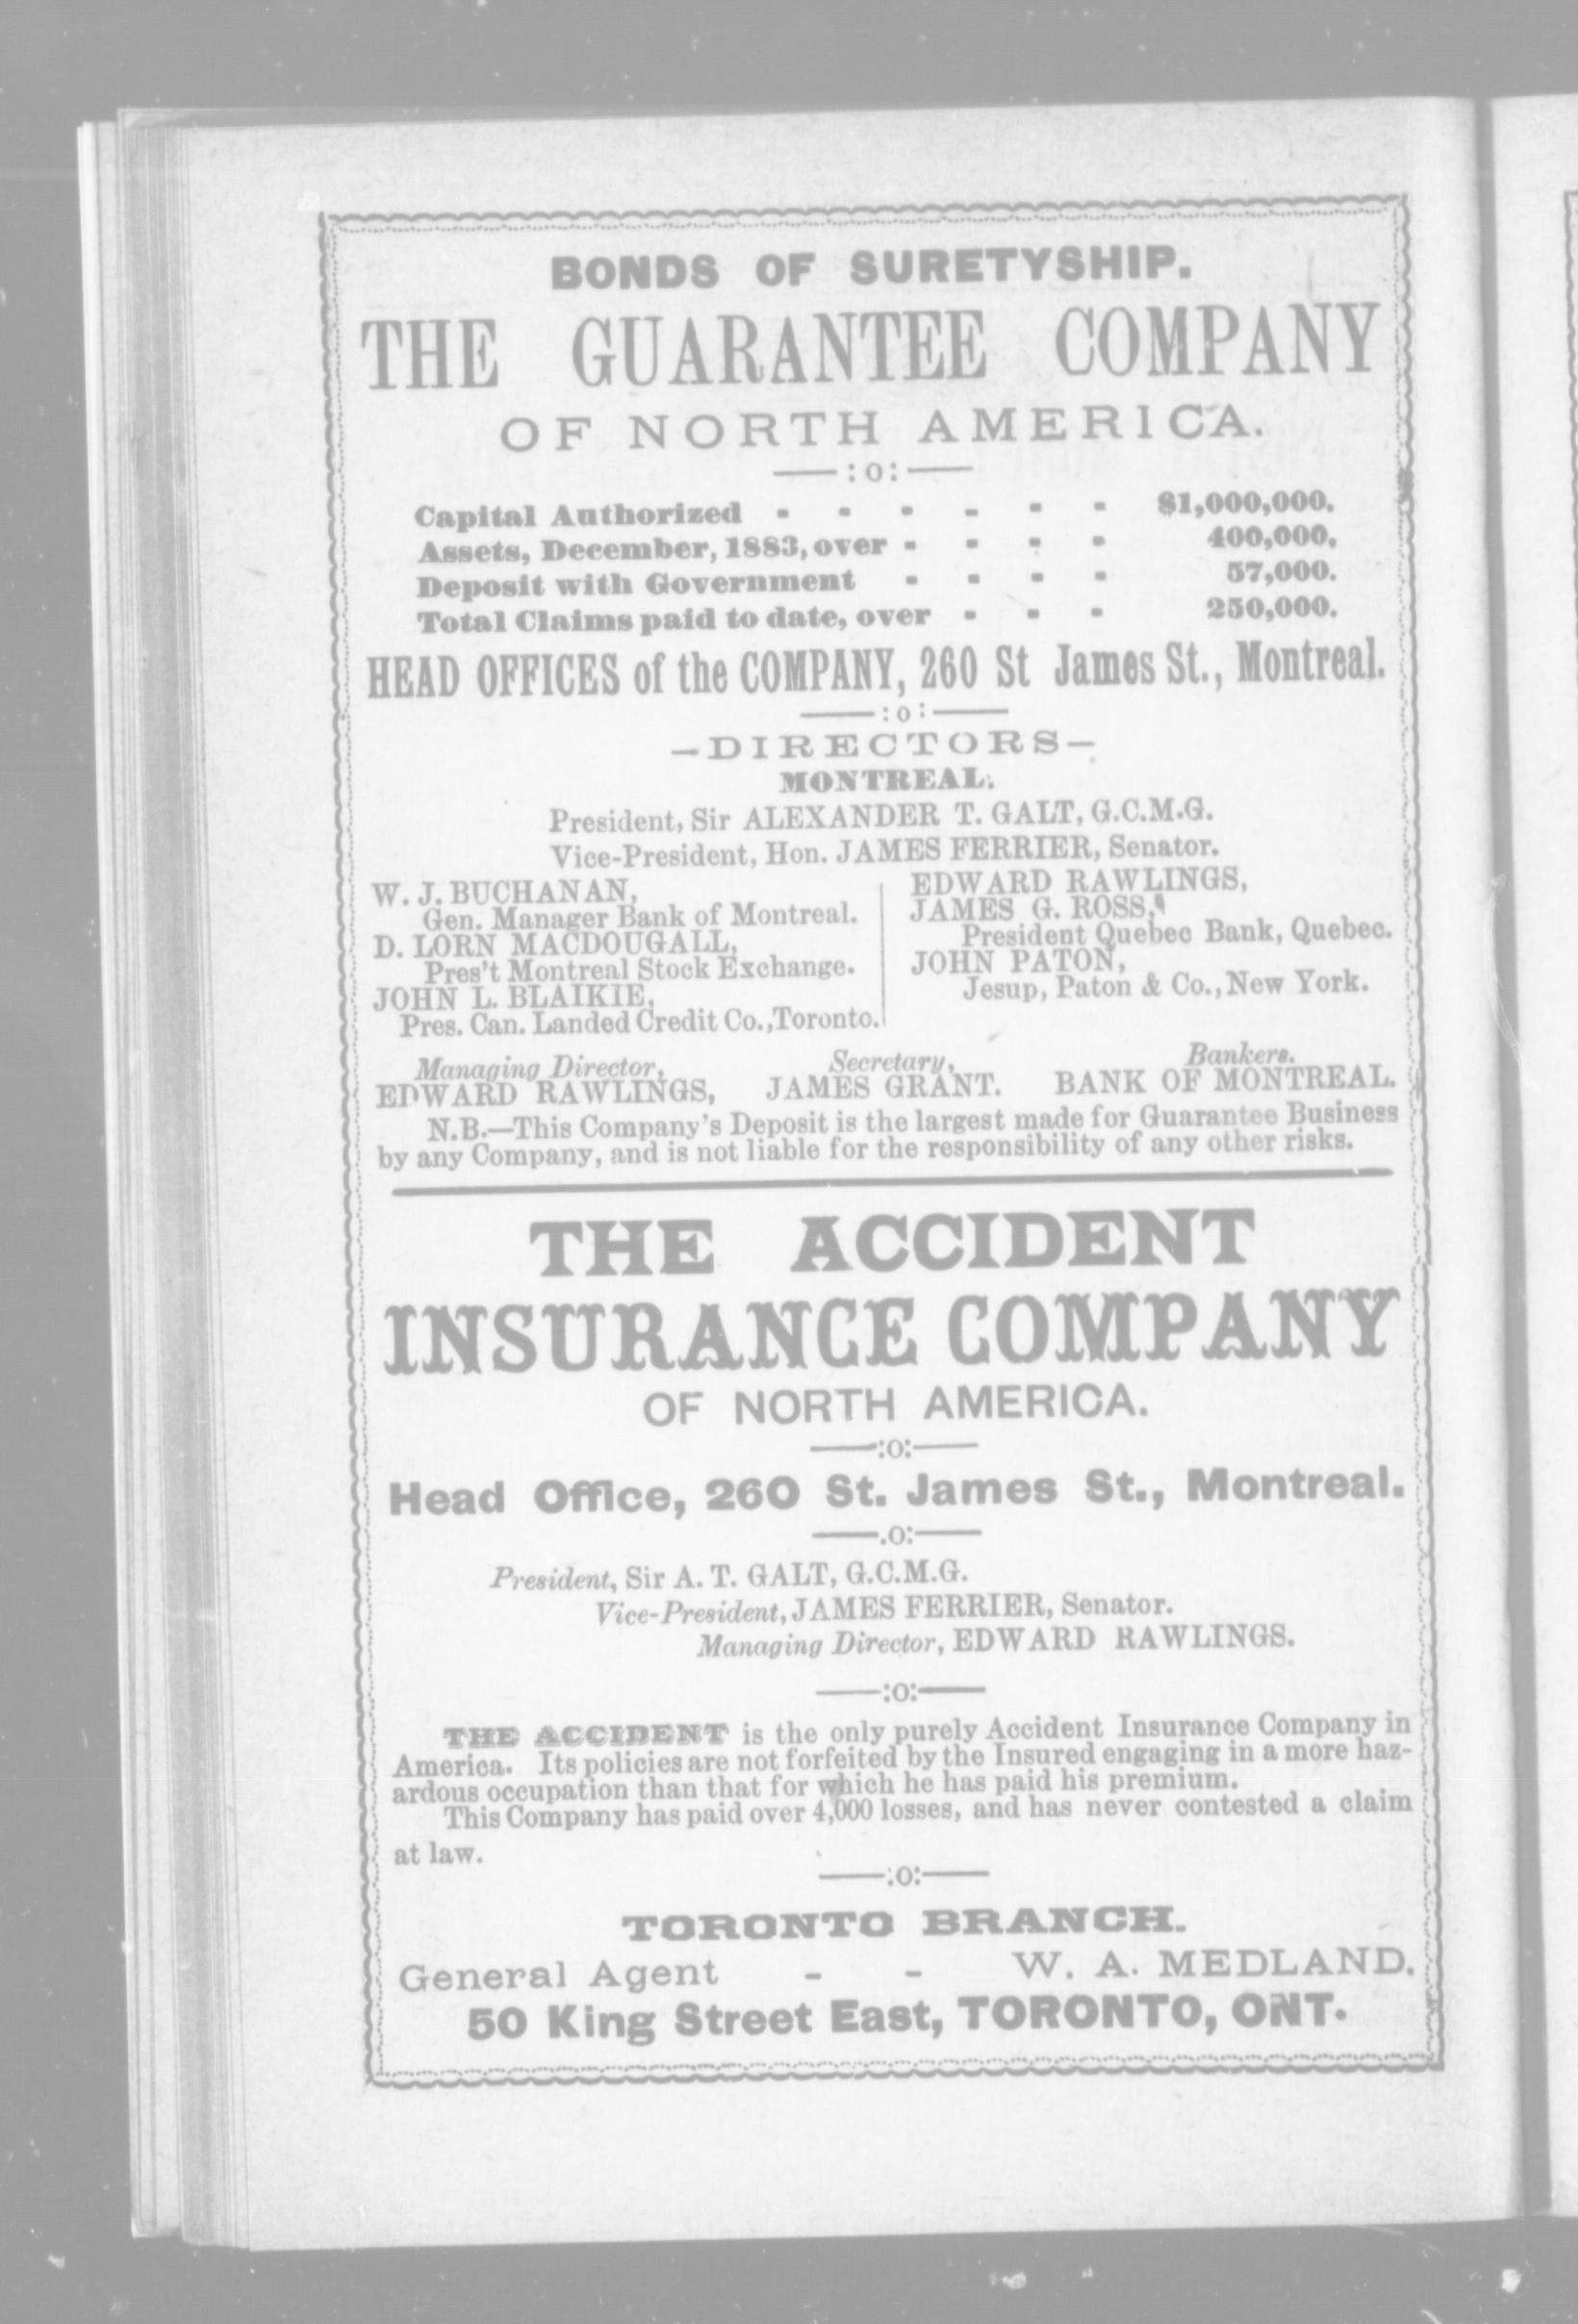 BONDS OF SURETYSHIP.
THE GUARANTEE COMPANY
OF NORTH AMERICA.
——:o:——
Capital Authorized - - - - - - $1,000,000.
Assets, December, 1883, over - - - - 400,000.
Deposit with Government - - - - 57,000.
Total Claims paid to date, over - - - 250,000.
HEAD OFFICES of the COMPANY, 260 St James St., Montreal.
——:o:——
–DIRECTORS–
MONTREAL.
President, Sir ALEXANDER T. GALT, G.C.M.G.
Vice-President, Hon. JAMES FERRIER, Senator.
W. J. BUCHANAN,
Gen. Manager Bank of Montreal.
D. LORN MACDOUGALL,
Pres't Montreal Stock Exchange.
JOHN L. BLAIKIE,
Pres. Can. Landed Credit Co., Toronto.
EDWARD RAWLINGS,
JAMES G. ROSS,
President Quebec Bank, Quebec.
JOHN PATON,
Jesup, Paton & Co., New York.
Managing Director, Secretary, Bankers.
EDWARD RAWLINGS, JAMES GRANT. BANK OF MONTREAL.
N.B.—This Company's Deposit is the largest made for Guarantee Business
by any Company, and is not liable for the responsibility of any other risks.
THE ACCIDENT
INSURANCE COMPANY
OF NORTH AMERICA.
——:o:——
Head Office, 260 St. James St., Montreal.
——.o:——
President, Sir A. T. GALT, G.C.M.G.
Vice-President, JAMES FERRIER, Senator.
Managing Director, EDWARD RAWLINGS.
——:o:——
THE ACCIDENT is the only purely Accident Insurance Company in
America. Its policies are not forfeited by the Insured engaging in a more haz-
ardous occupation than that for which he has paid his premium.
This Company has paid over 4,000 losses, and has never contested a claim
at law.
——:o:——
TORONTO BRANCH.
General Agent - - W. A. MEDLAND.
50 King Street East, TORONTO, ONT.